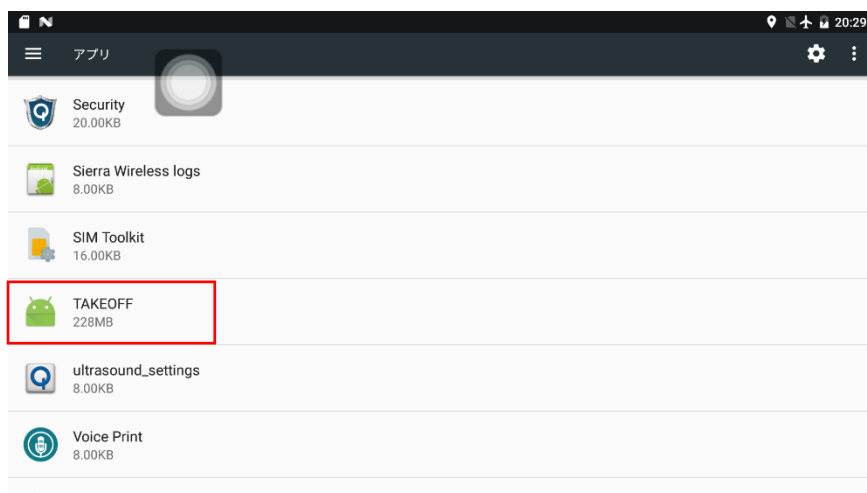 20:29
アプリ
Security
20.00KB
Sierra Wireless logs
8.00KB
SIM Toolkit
16.00KB
TAKEOFF
228MB
ultrasound_settings
8.00KB
Voice Print
8.00KB